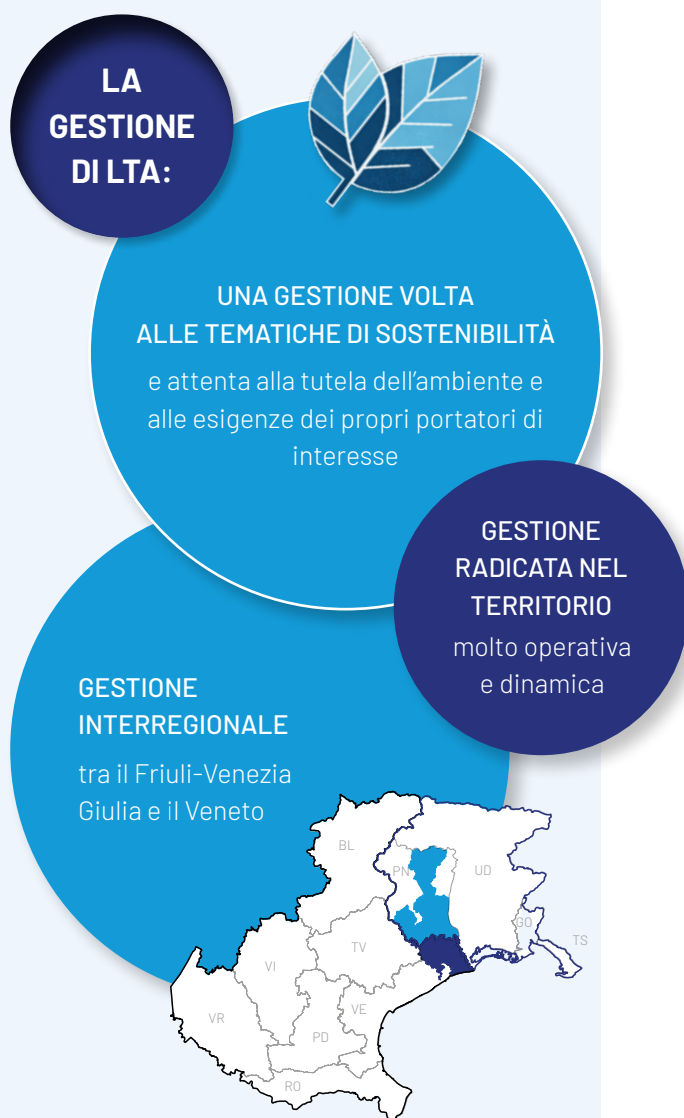 LA
GESTIONE
DI LTA:
UNA GESTIONE VOLTA
ALLE TEMATICHE DI SOSTENIBILITÀ
e attenta alla tutela dell'ambiente e
alle esigenze dei propri portatori di
interesse
GESTIONE
RADICATA NEL
TERRITORIO
molto operativa
e dinamica
GESTIONE
INTERREGIONALE
tra il Friuli-Venezia
Giulia e il Veneto
BL
PN
UD
GO
TS
TV
VI
VE
VR
PD
RO